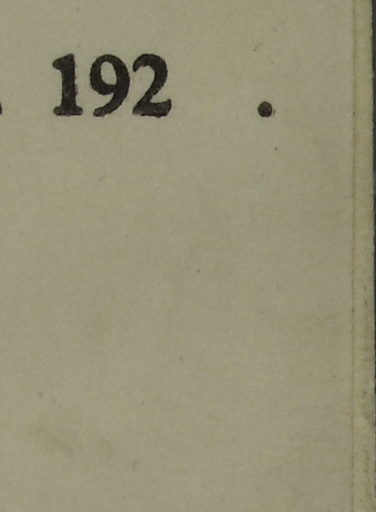 . 192 .